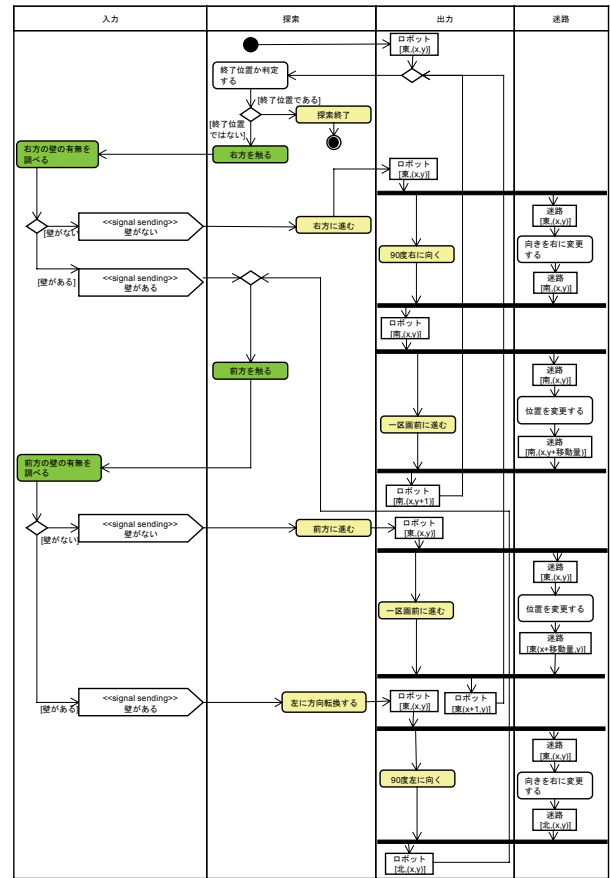 入力
探索
出力
迷路
ロボット
[東,(x,y)]
終了位置か判定
する
[終了位置である]
探索終了
[終了位置
ではない]
右方の壁の有無を
調べる
右方を触る
ロボット
[東,(x,y)]
<<signal sending>>
壁がない
[壁がない]
右方に進む
迷路
[東,(x,y)]
90度右に向く
向きを右に変更
する
<<signal sending>>
壁がある
[壁がある]
迷路
[南,(x,y)]
ロボット
[南,(x,y)]
前方を触る
迷路
[南,(x,y)]
一区画前に進む
位置を変更する
迷路
[南,(x,y+移動量)]
前方の壁の有無を
調べる
ロボット
[南,(x,y+1)]
<<signal sending>>
壁がない
[壁がない]
前方に進む
ロボット
[東,(x,y)]
迷路
[東,(x,y)]
一区画前に進む
位置を変更する
迷路
[東(x+移動量,y)]
<<signal sending>>
壁がある
[壁がある]
左に方向転換する
ロボット
[東,(x,y)]
ロボット
[東(x+1,y)]
迷路
[東,(x,y)]
90度左に向く
向きを右に変更
する
迷路
[北,(x,y)]
ロボット
[北,(x,y)]